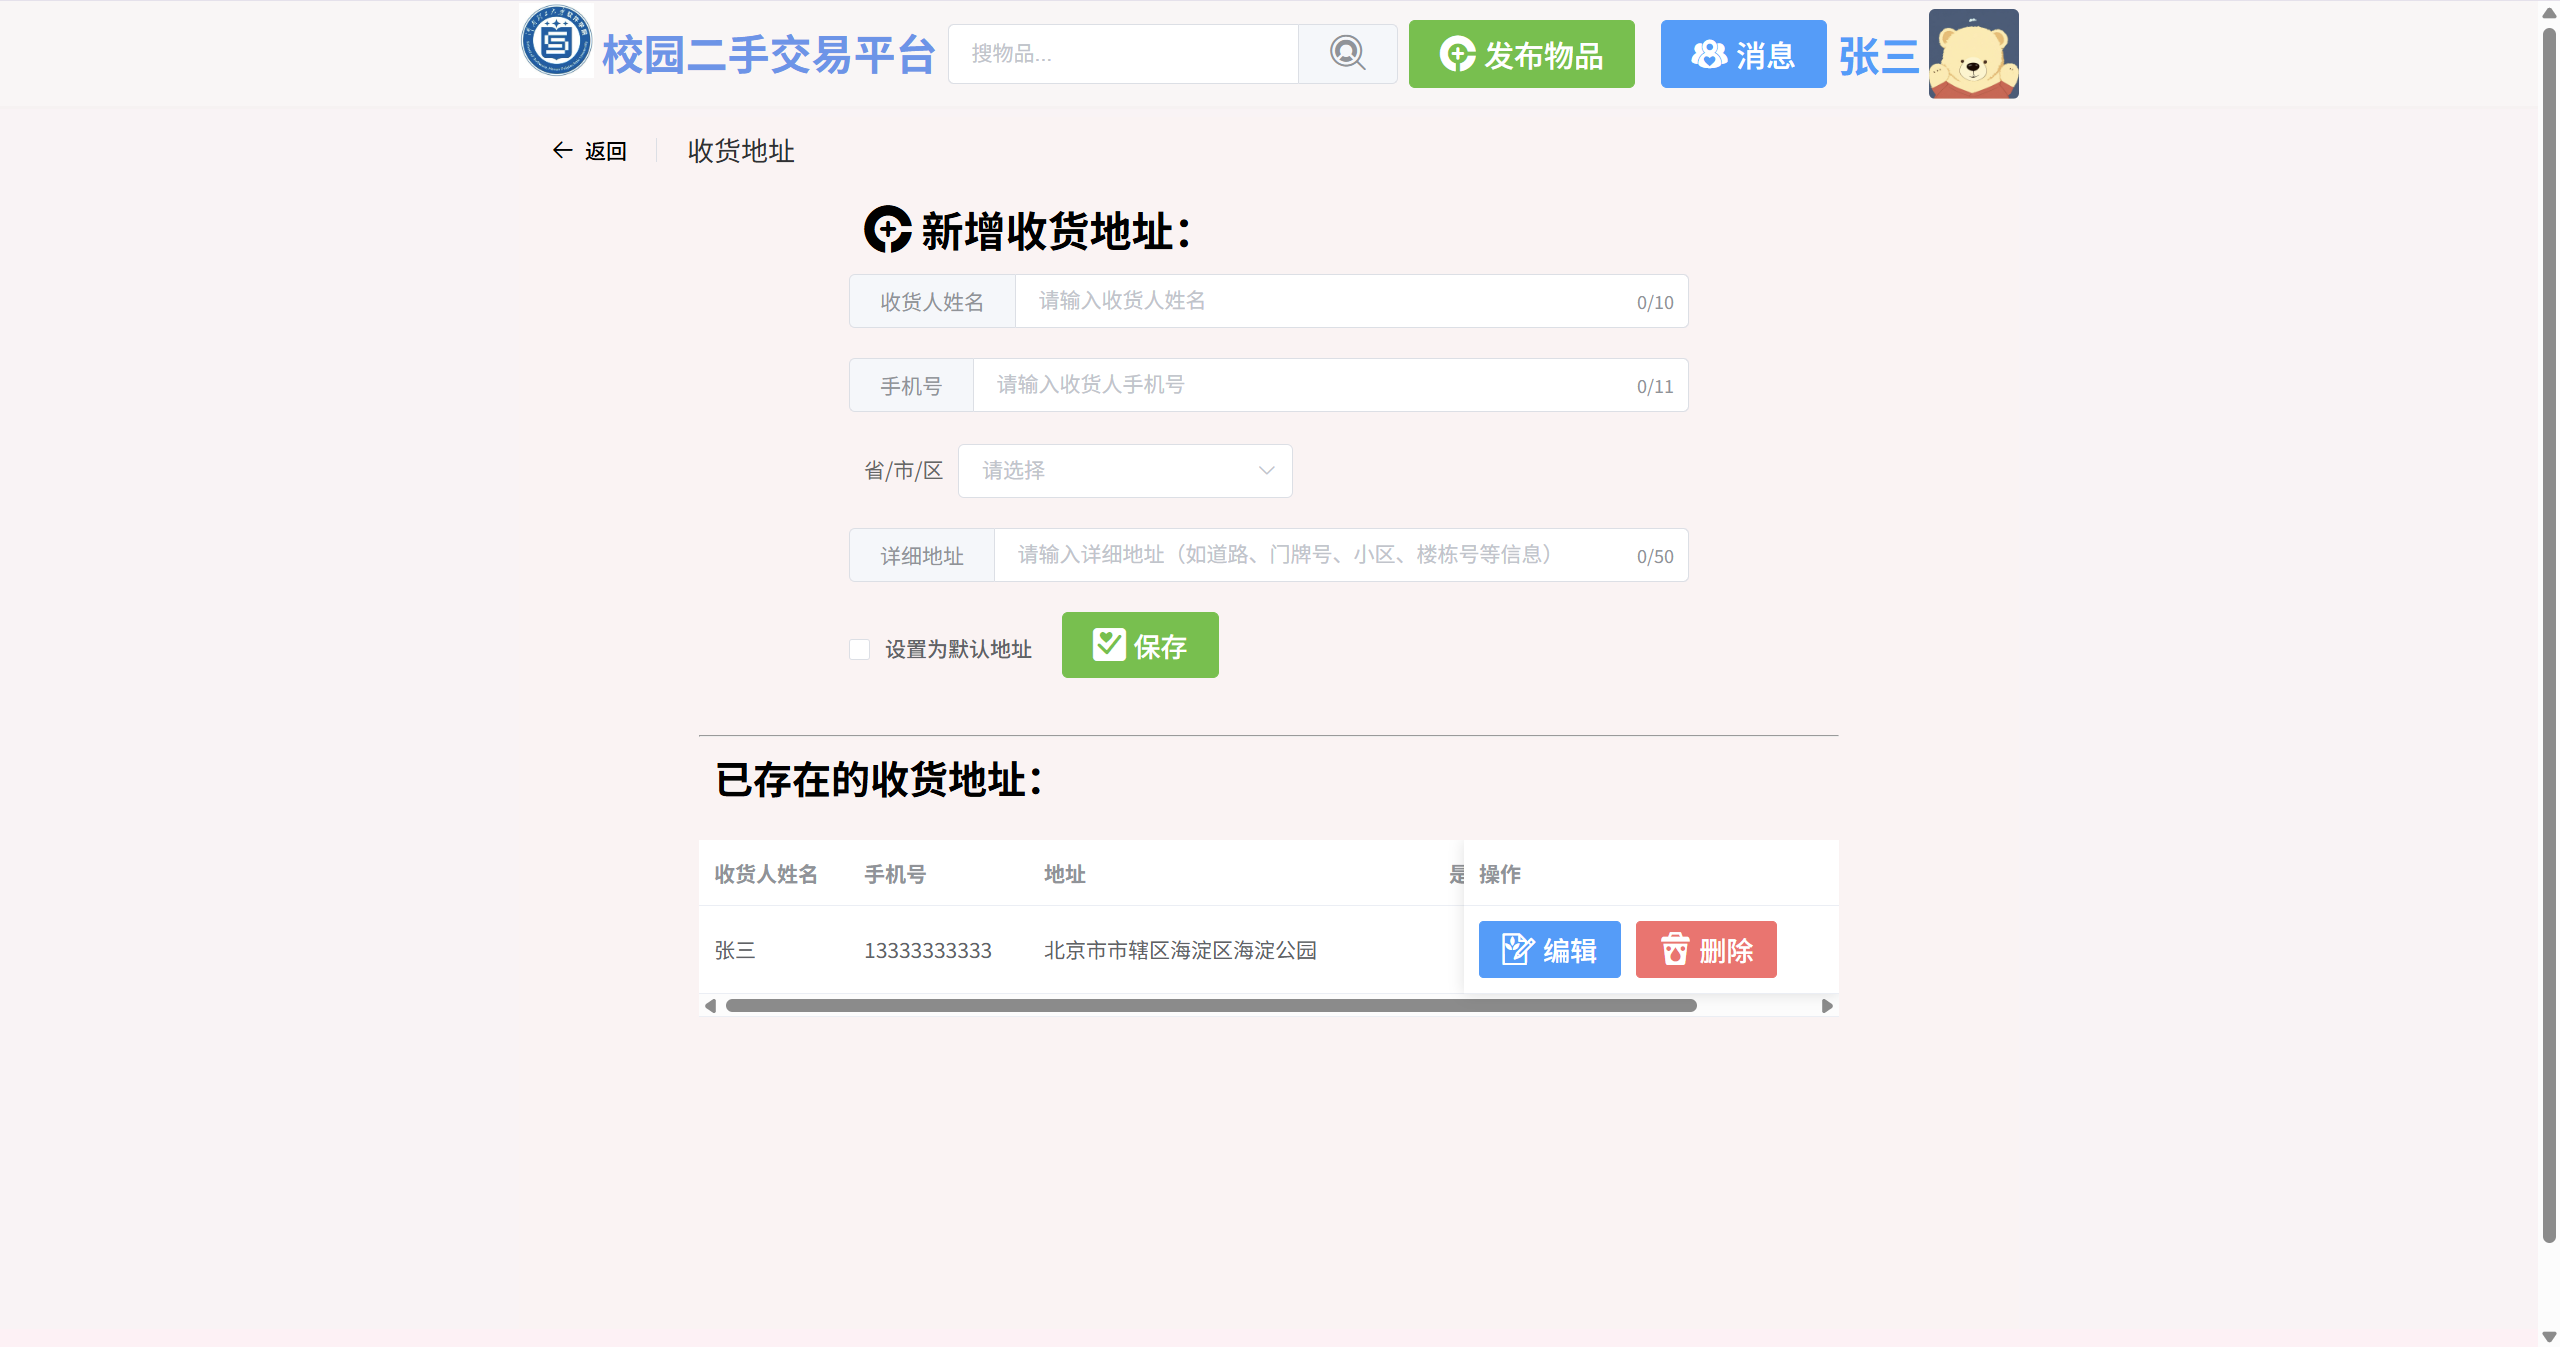 校园二手交易平台
搜物品...
发布物品
消息
张三
返回
收货地址
新增收货地址：
收货人姓名
请输入收货人姓名
0/10
手机号
请输入收货人手机号
0/11
省/市/区
请选择
详细地址
请输入详细地址（如道路、门牌号、小区、楼栋号等信息）
0/50
设置为默认地址
保存
已存在的收货地址：
收货人姓名 手机号 地址 是 操作
张三 13333333333 北京市市辖区海淀区海淀公园 编辑 删除